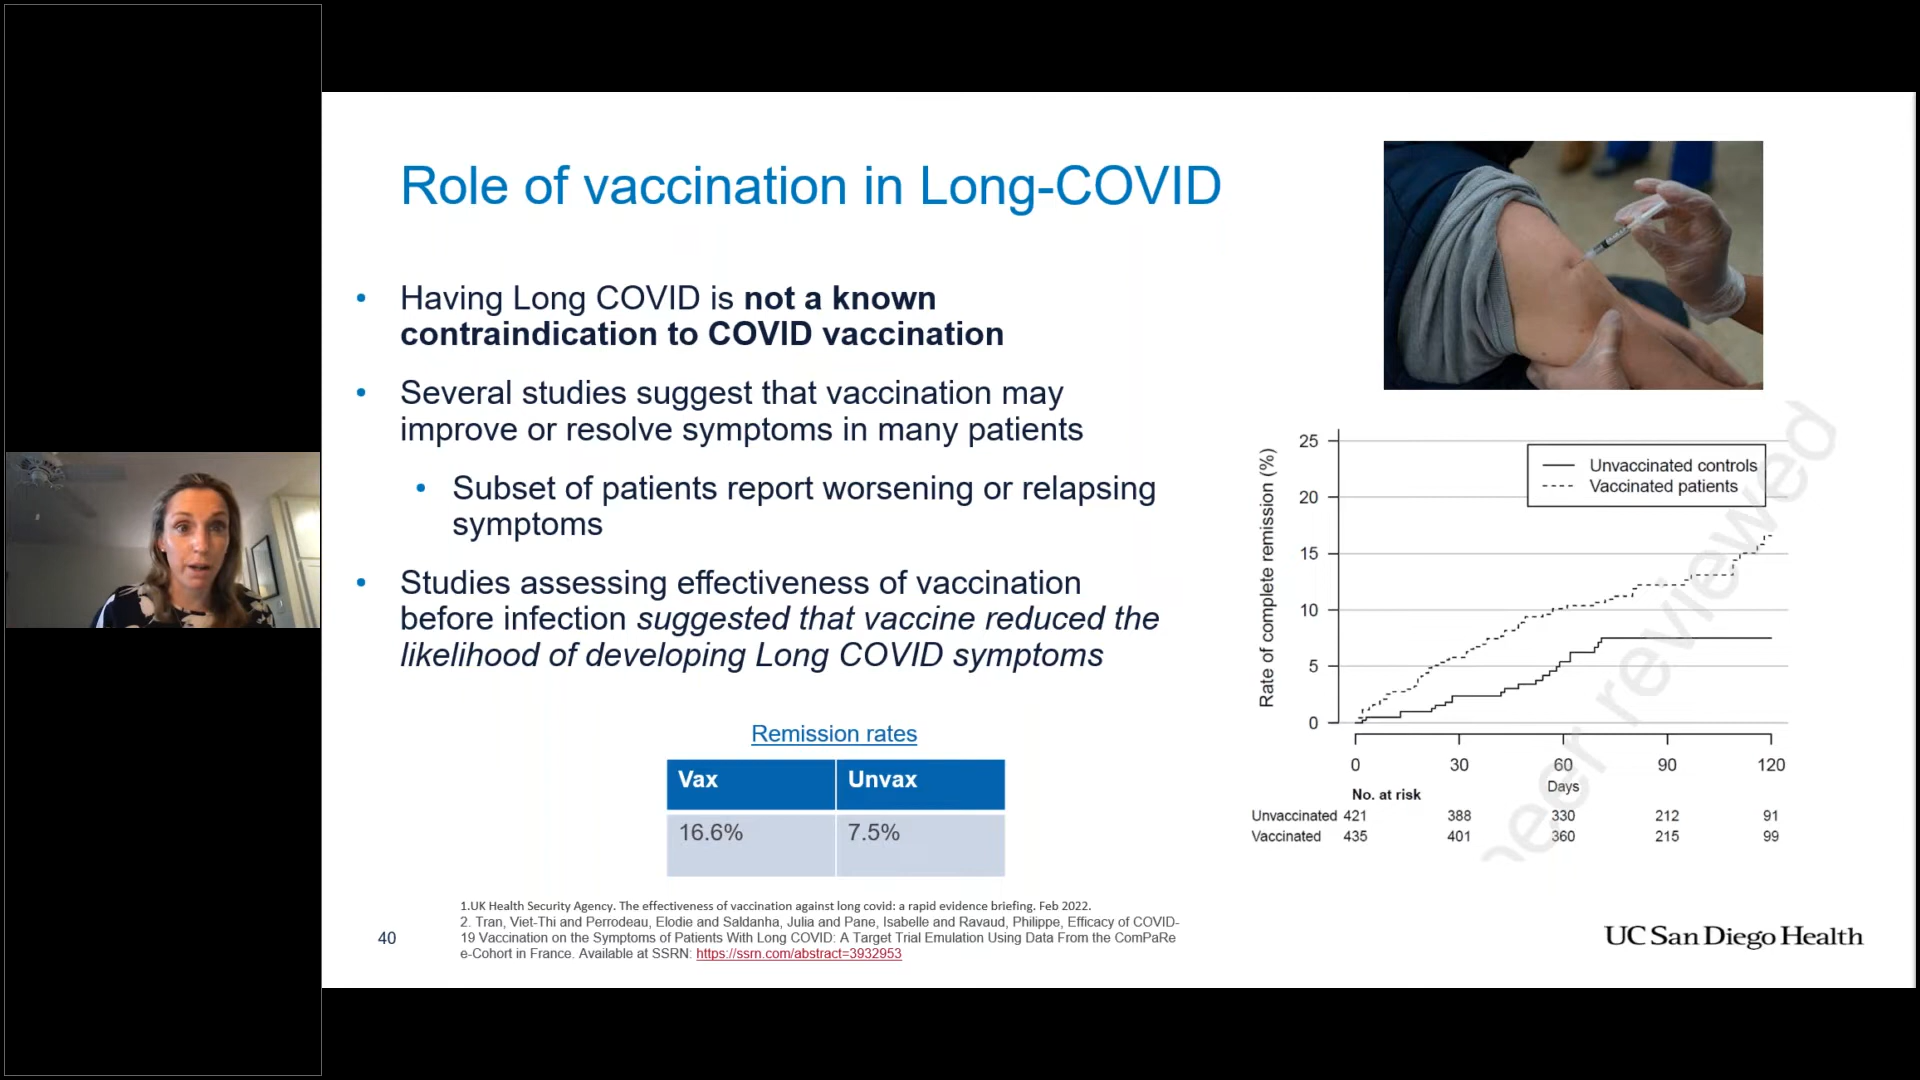 Role of vaccination in Long-COVID
• Having Long COVID is not a known
contraindication to COVID vaccination
• Several studies suggest that vaccination may
improve or resolve symptoms in many patients
• Subset of patients report worsening or relapsing
symptoms
• Studies assessing effectiveness of vaccination
before infection suggested that vaccine reduced the
likelihood of developing Long COVID symptoms
Remission rates
Vax Unvax
16.6% 7.5%
1.UK Health Security Agency. The effectiveness of vaccination against long covid: a rapid evidence briefing. Feb 2022.
2. Tran, Viet-Thi and Perrodeau, Elodie and Saldanha, Julia and Pane, Isabelle and Ravaud, Philippe, Efficacy of COVID-
19 Vaccination on the Symptoms of Patients With Long COVID: A Target Trial Emulation Using Data From the ComPaRe
e-Cohort in France. Available at SSRN: https://ssrn.com/abstract=3932953
40
Rate of complete remission (%)
25
20
15
10
5
0
Unvaccinated controls
Vaccinated patients
0 30 60 90 120
Days
No. at risk
Unvaccinated 421 388 330 212 91
Vaccinated 435 401 360 215 99
peer reviewed
UC San Diego Health